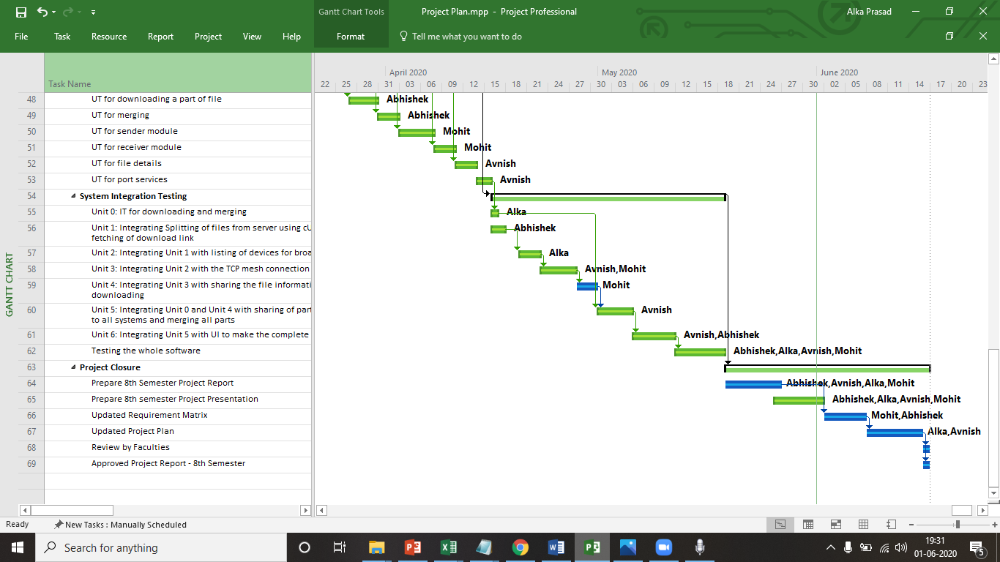 Gantt Chart Tools
Project Plan.mpp - Project Professional
Alka Prasad
File Task Resource Report Project View Help Format Tell me what you want to do
April 2020 May 2020 June 2020
Task Name
22 25 28 31 03 06 09 12 15 18 21 24 27 30 03 06 09 12 15 18 21 24 27 30 02 05 08 11 14 17 20 23
48 UT for downloading a part of file Abhishek
49 UT for merging Abhishek
50 UT for sender module Mohit
51 UT for receiver module Mohit
52 UT for file details Avnish
53 UT for port services Avnish
54 System Integration Testing
55 Unit 0: IT for downloading and merging Alka
56 Unit 1: Integrating Splitting of files from server using cU Abhishek
fetching of download link
57 Unit 2: Integrating Unit 1 with listing of devices for broa Alka
58 Unit 3: Integrating Unit 2 with the TCP mesh connection Avnish,Mohit
59 Unit 4: Integrating Unit 3 with sharing the file informati Mohit
downloading
60 Unit 5: Integrating Unit 0 and Unit 4 with sharing of part Avnish
to all systems and merging all parts
61 Unit 6: Integrating Unit 5 with UI to make the complete Avnish,Abhishek
62 Testing the whole software Abhishek,Alka,Avnish,Mohit
63 Project Closure
64 Prepare 8th Semester Project Report Abhishek,Avnish,Alka,Mohit
65 Prepare 8th semester Project Presentation Abhishek,Alka,Avnish,Mohit
66 Updated Requirement Matrix Mohit,Abhishek
67 Updated Project Plan Alka,Avnish
68 Review by Faculties
69 Approved Project Report - 8th Semester
GANTT CHART
Ready New Tasks : Manually Scheduled
Search for anything
19:31
01-06-2020
5